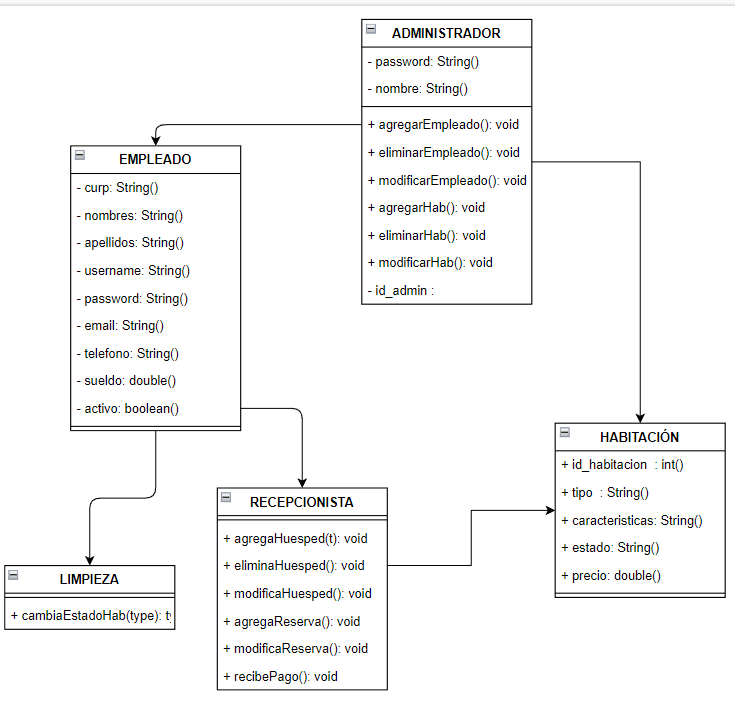 ADMINISTRADOR
- password: String()
- nombre: String()
+ agregarEmpleado(): void
+ eliminarEmpleado(): void
+ modificarEmpleado(): void
+ agregarHab(): void
+ eliminarHab(): void
+ modificarHab(): void
- id_admin :
EMPLEADO
- curp: String()
- nombres: String()
- apellidos: String()
- username: String()
- password: String()
- email: String()
- telefono: String()
- sueldo: double()
- activo: boolean()
HABITACIÓN
+ id_habitacion : int()
+ tipo : String()
+ caracteristicas: String()
+ estado: String()
+ precio: double()
RECEPCIONISTA
+ agregaHuesped(t): void
+ eliminaHuesped(): void
+ modificaHuesped(): void
+ agregaReserva(): void
+ modificaReserva(): void
+ recibePago(): void
LIMPIEZA
+ cambiaEstadoHab(type):